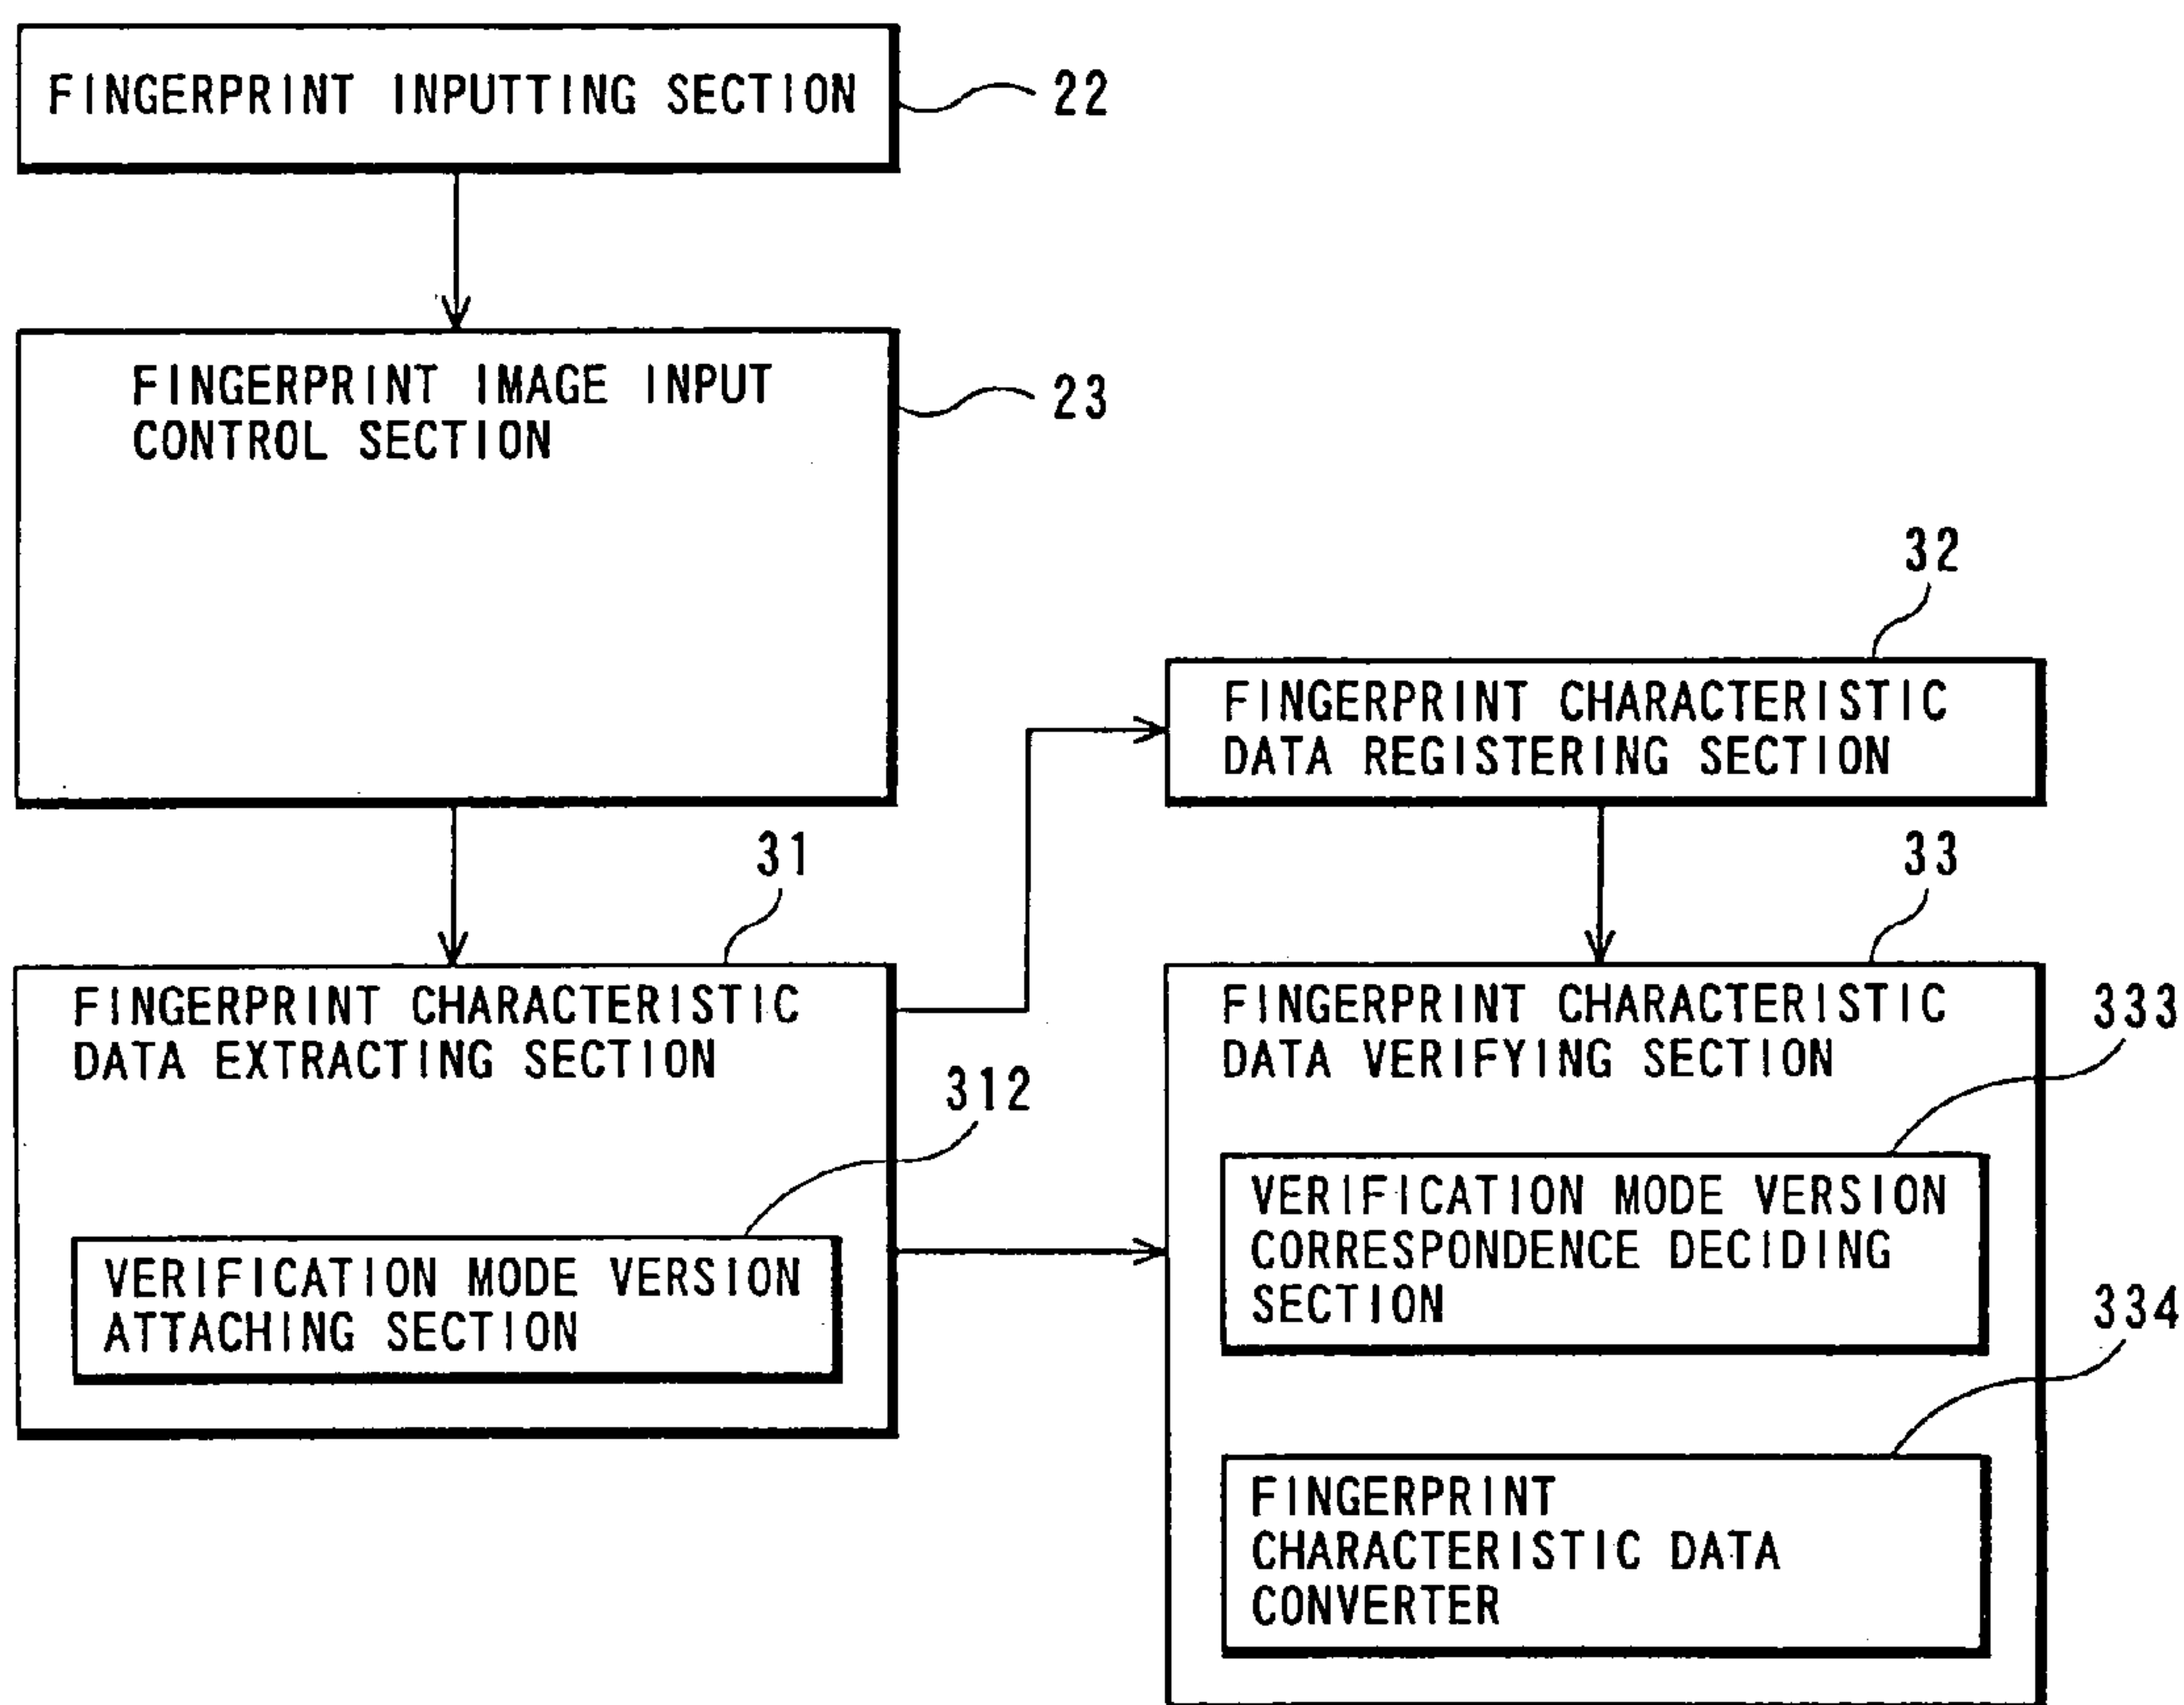 FINGERPRINT INPUTTING SECTION
22
FINGERPRINT IMAGE INPUT
CONTROL SECTION
23
32
FINGERPRINT CHARACTERISTIC
DATA REGISTERING SECTION
31
FINGERPRINT CHARACTERISTIC
DATA EXTRACTING SECTION
312
VERIFICATION MODE VERSION
ATTACHING SECTION
33
FINGERPRINT CHARACTERISTIC
DATA VERIFYING SECTION
333
VERIFICATION MODE VERSION
CORRESPONDENCE DECIDING
SECTION
334
FINGERPRINT
CHARACTERISTIC DATA
CONVERTER